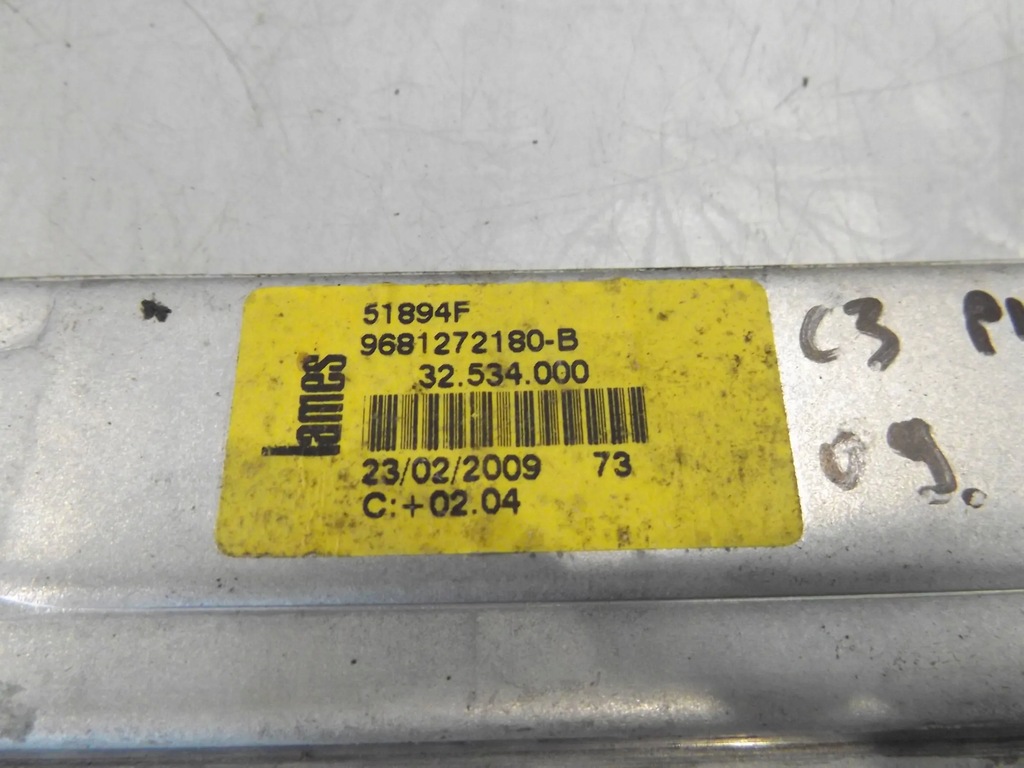 51894F
9681272180-B
32.534.000
lames
23/02/2009 73
C:+02.04
C3
09.